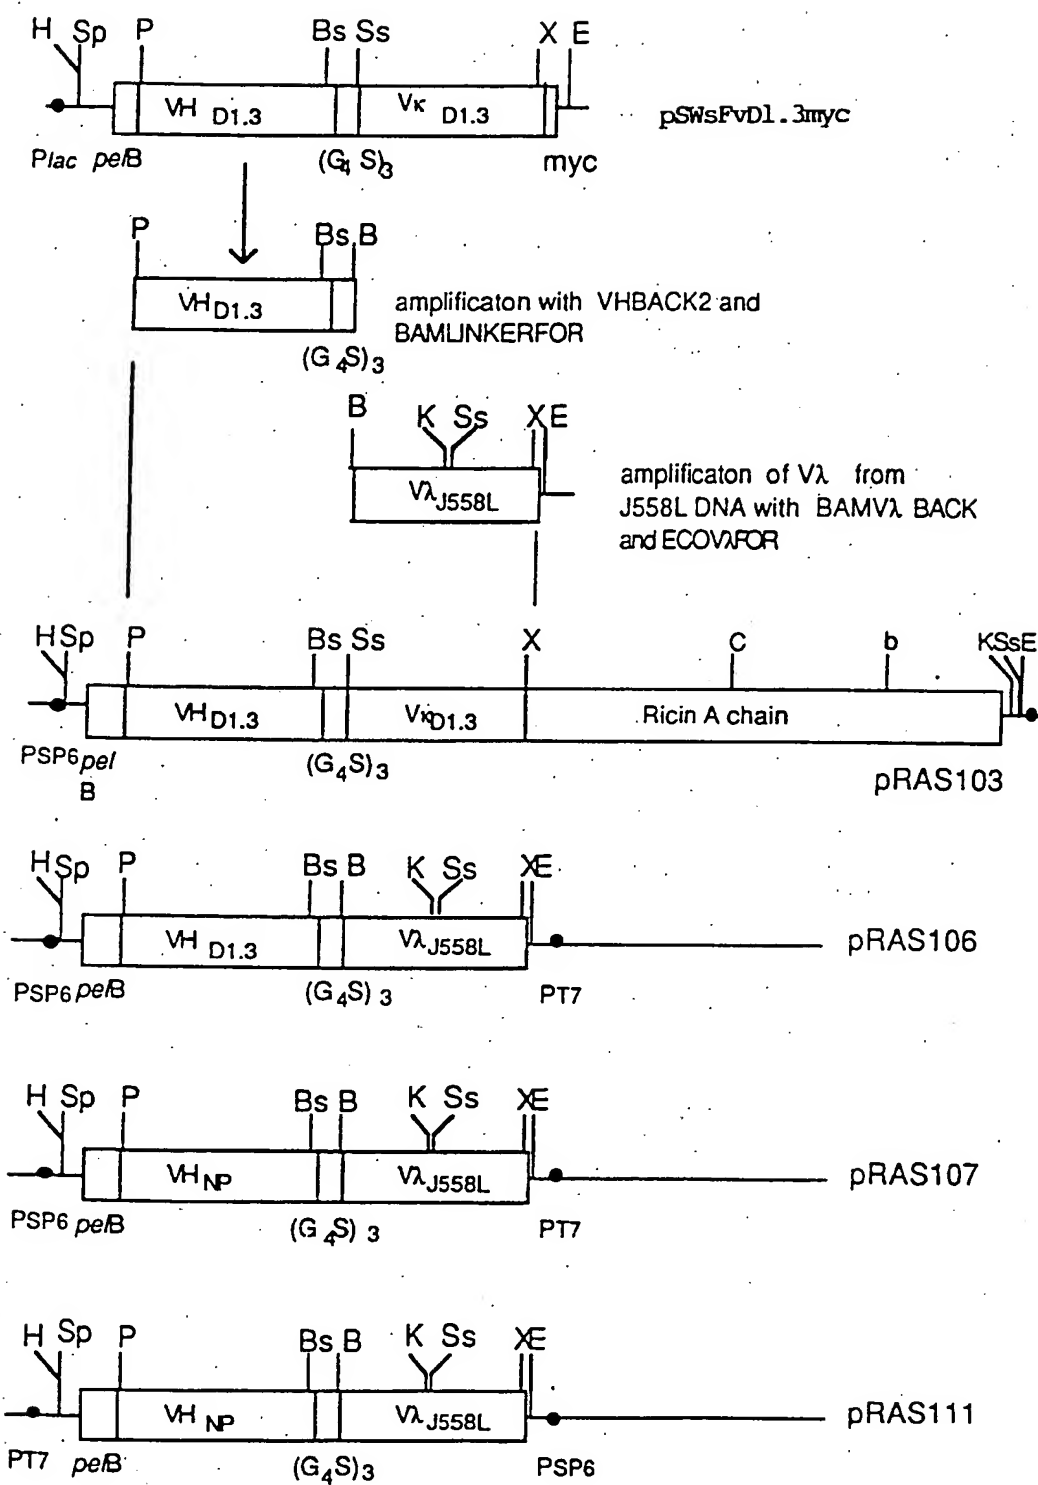 H Sp P Bs Ss X E
VH D1.3 Vκ D1.3 pSWsFvD1.3myc
Plac pelB (G4 S)3 myc
P Bs B
VH D1.3 amplificaton with VHBACK2 and
BAMLINKERFOR
(G4S)3
B K Ss X E
Vλ J558L amplificaton of Vλ from
J558L DNA with BAMVλ BACK
and ECOVλFOR
H Sp P Bs Ss X C b K Ss E
VH D1.3 Vκ D1.3 Ricin A chain
PSP6 pel (G4S)3 pRAS103
B
H Sp P Bs B K Ss X E
VH D1.3 Vλ J558L pRAS106
PSP6 pelB (G4S)3 PT7
H Sp P Bs B K Ss X E
VH NP Vλ J558L pRAS107
PSP6 pelB (G4S)3 PT7
H Sp P Bs B K Ss X E
VH NP Vλ J558L pRAS111
PT7 pelB (G4S)3 PSP6